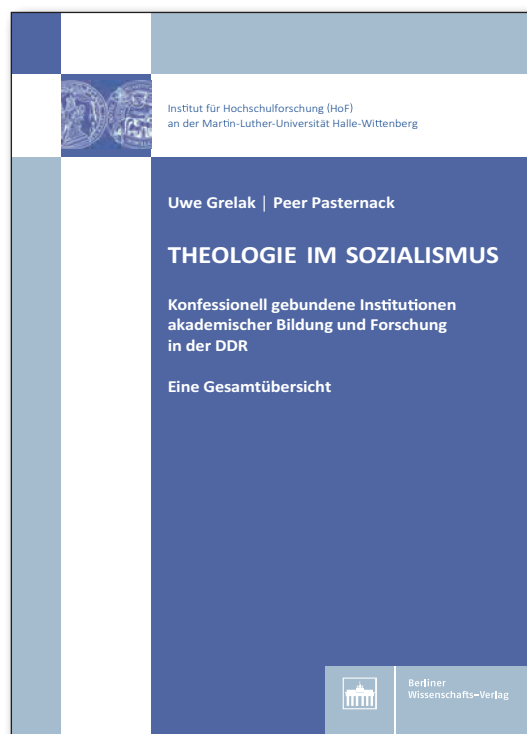 Institut für Hochschulforschung (HoF)
an der Martin-Luther-Universität Halle-Wittenberg
Uwe Grelak | Peer Pasternack
THEOLOGIE IM SOZIALISMUS
Konfessionell gebundene Institutionen
akademischer Bildung und Forschung
in der DDR
Eine Gesamtübersicht
Berliner
Wissenschafts-Verlag